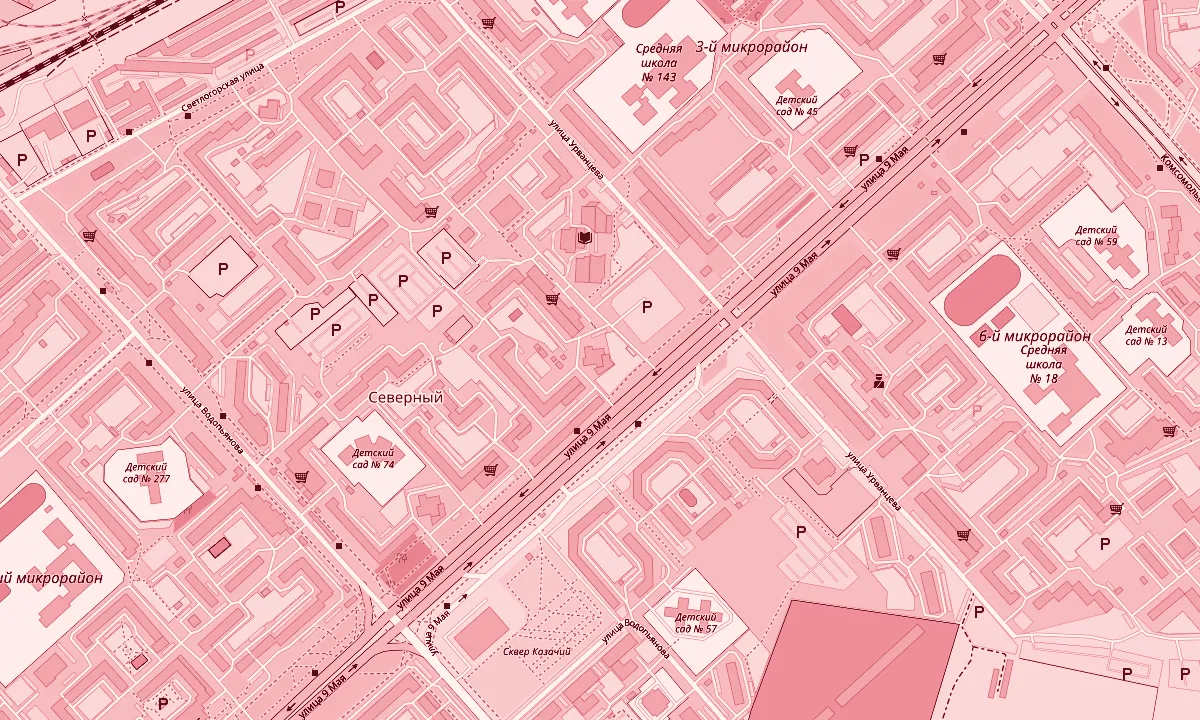 P
Средняя
школа
№ 143
3-й микрорайон
Светлогорская улица
Детский
сад № 45
P
P
P
улица Урванцева
улица 9 Мая
Комсомоль
Детский
сад № 59
P
P
P
P
P
P
P
P
улица 9 Мая
6-й микрорайон
Средняя
школа
№ 18
Детский
сад № 13
Северный
P
улица Водопьянова
улица 9 Мая
Детский
сад № 74
Детский
сад № 277
улица Урванцева
P
P
ий микрорайон
улица 9 Мая
P
Детский
сад № 57
улица 9 Мая
улица Водопьянова
Сквер Казачий
P
P
P
улица 9 Мая